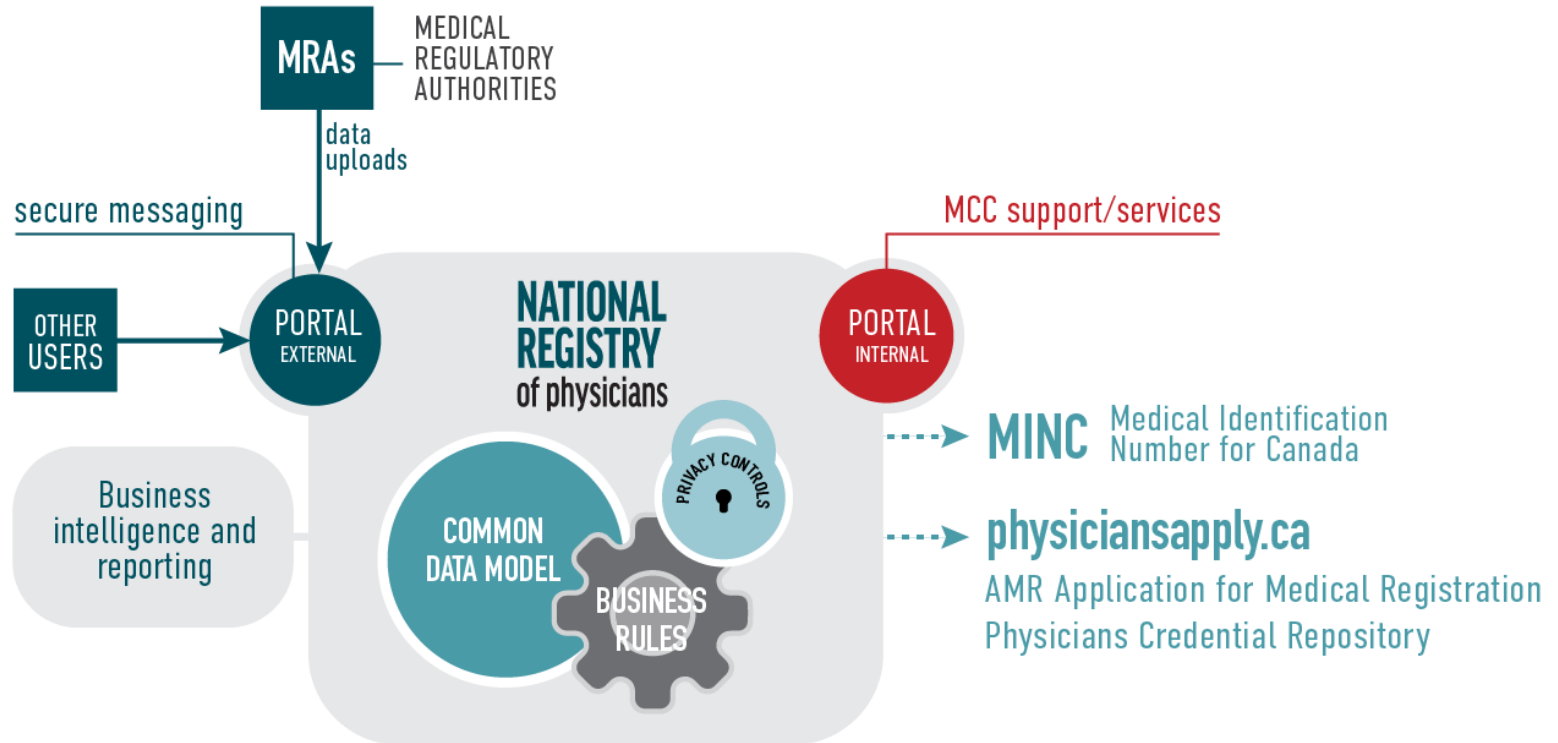 MRAs
MEDICAL
REGULATORY
AUTHORITIES
data
uploads
secure messaging
MCC support/services
OTHER
USERS
PORTAL
EXTERNAL
NATIONAL
REGISTRY
of physicians
PORTAL
INTERNAL
MINC
Medical Identification
Number for Canada
PRIVACY CONTROLS
Business
intelligence and
reporting
COMMON
DATA MODEL
BUSINESS
RULES
physiciansapply.ca
AMR Application for Medical Registration
Physicians Credential Repository